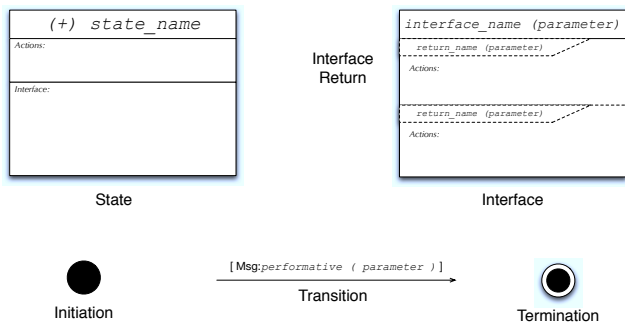 (+) state_name
Actions:
Interface:
State
Interface
Return
interface_name (parameter)
return_name (parameter)
Actions:
return_name (parameter)
Actions:
Interface
Initiation
[ Msg:performative ( parameter ) ]
Transition
Termination